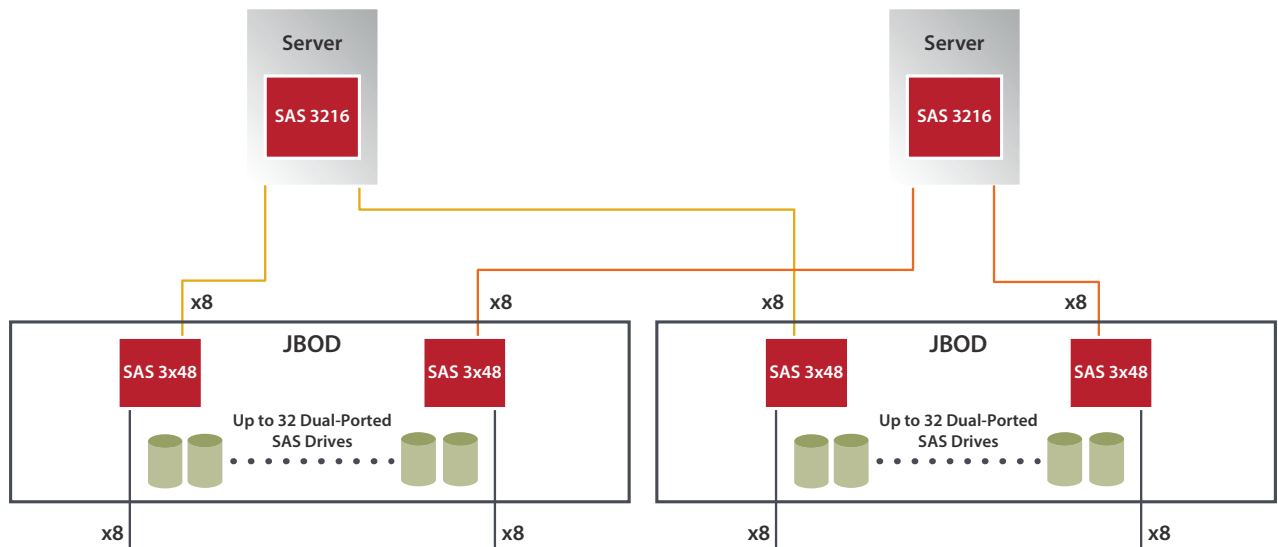 Server
Server
SAS 3216
SAS 3216
x8
x8
x8
x8
JBOD
JBOD
SAS 3x48
SAS 3x48
SAS 3x48
SAS 3x48
Up to 32 Dual-Ported
SAS Drives
Up to 32 Dual-Ported
SAS Drives
x8
x8
x8
x8